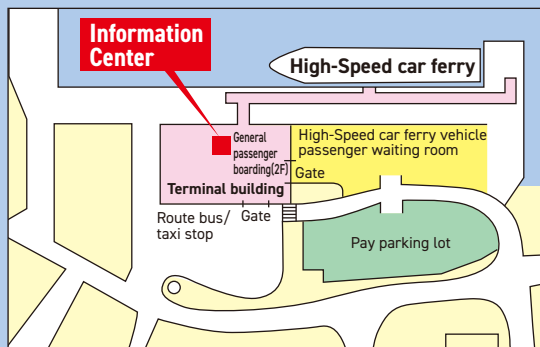 Information
Center
High-Speed car ferry
General
passenger
boarding(2F)
High-Speed car ferry vehicle
passenger waiting room
Gate
Terminal building
Route bus/
taxi stop
Gate
Pay parking lot